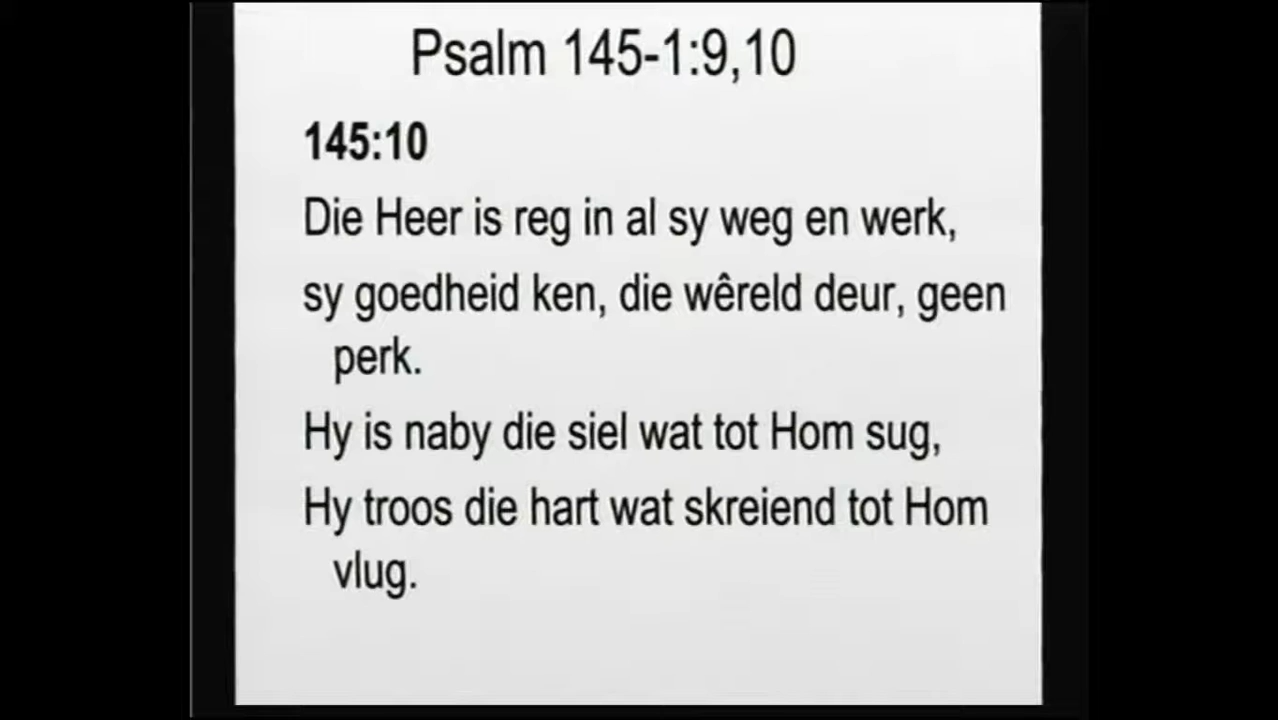 Psalm 145-1:9,10
145:10
Die Heer is reg in al sy weg en werk,
sy goedheid ken, die wêreld deur, geen
perk.
Hy is naby die siel wat tot Hom sug,
Hy troos die hart wat skreiend tot Hom
vlug.